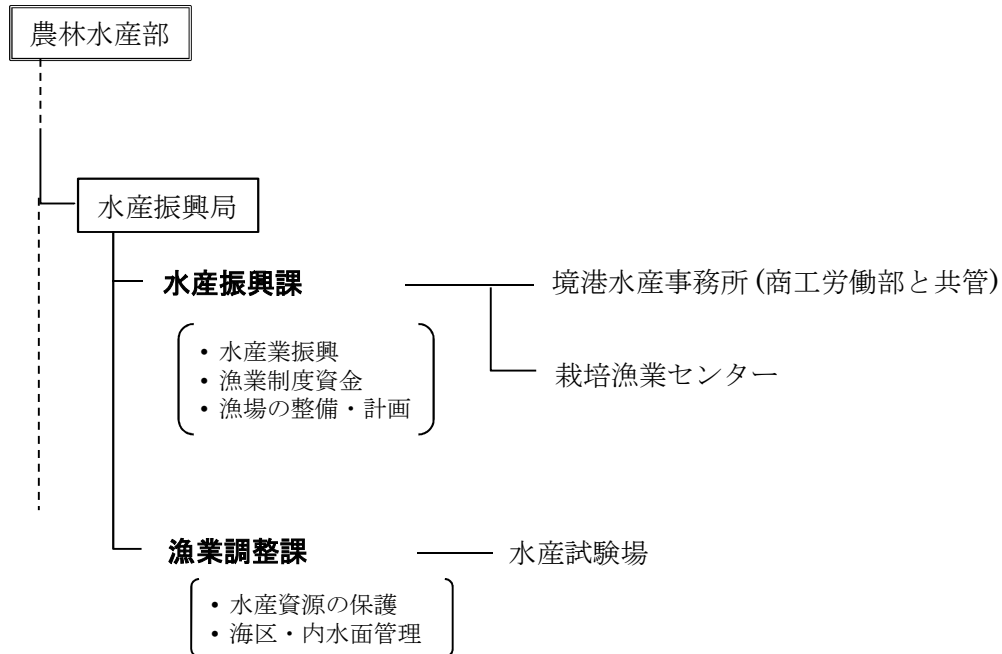 農林水産部
水産振興局
水産振興課
境港水産事務所(商工労働部と共管)
・水産業振興
・漁業制度資金
・漁場の整備・計画
栽培漁業センター
漁業調整課
水産試験場
・水産資源の保護
・海区・内水面管理